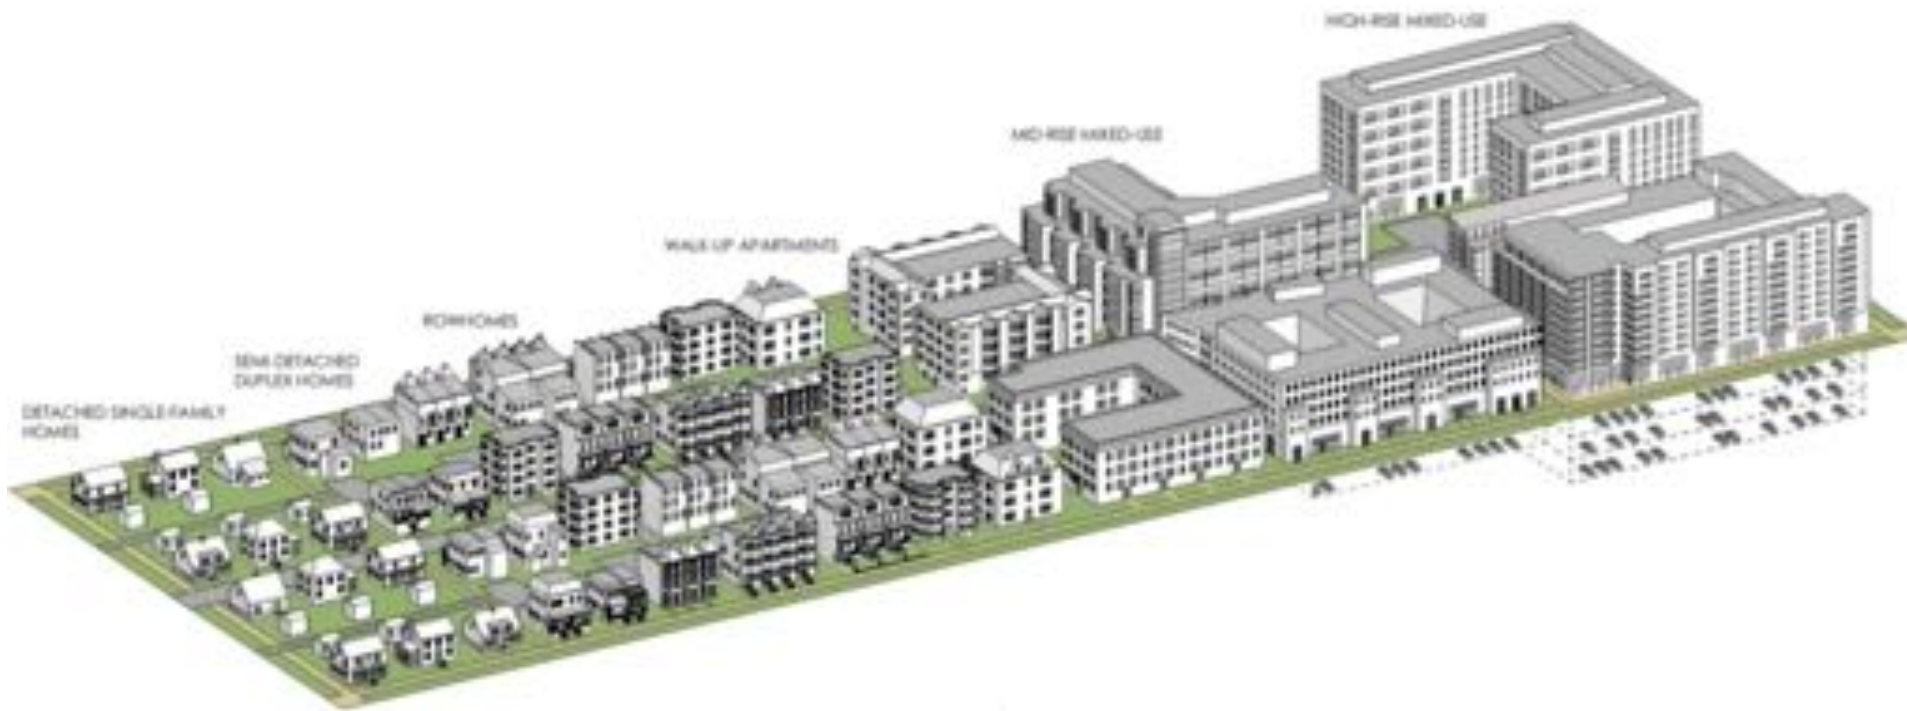 DETACHED SINGLE-FAMILY
HOMES
SEMI-DETACHED
DUPLEX HOMES
ROWHOMES
WALK-UP APARTMENTS
MID-RISE MIXED-USE
HIGH-RISE MIXED-USE